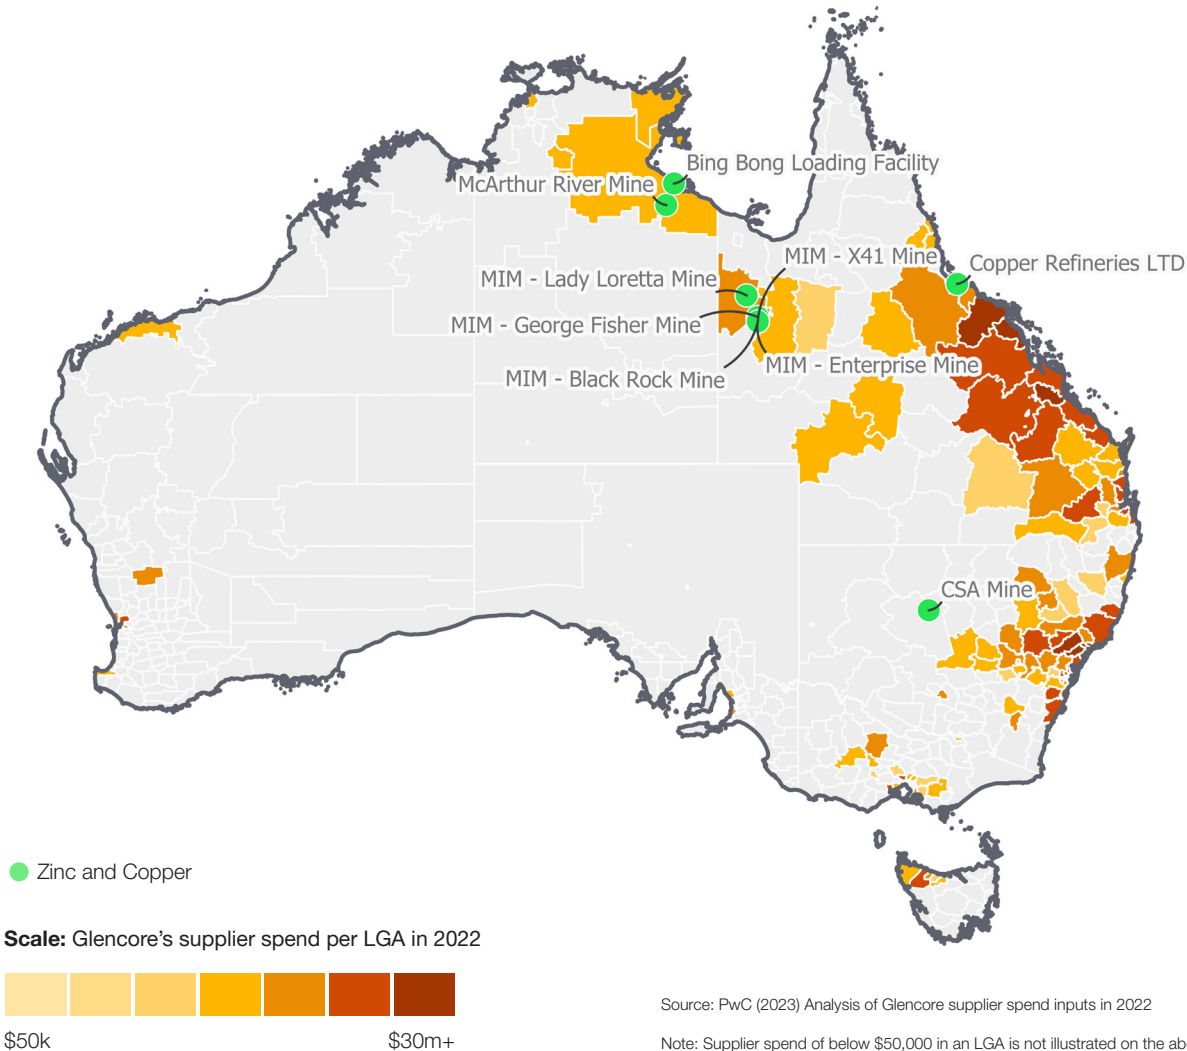 Bing Bong Loading Facility
McArthur River Mine
MIM - X41 Mine
Copper Refineries LTD
MIM - Lady Loretta Mine
MIM - George Fisher Mine
MIM - Enterprise Mine
MIM - Black Rock Mine
CSA Mine
Zinc and Copper
Scale: Glencore's supplier spend per LGA in 2022
$50k
$30m+
Source: PwC (2023) Analysis of Glencore supplier spend inputs in 2022
Note: Supplier spend of below $50,000 in an LGA is not illustrated on the ab